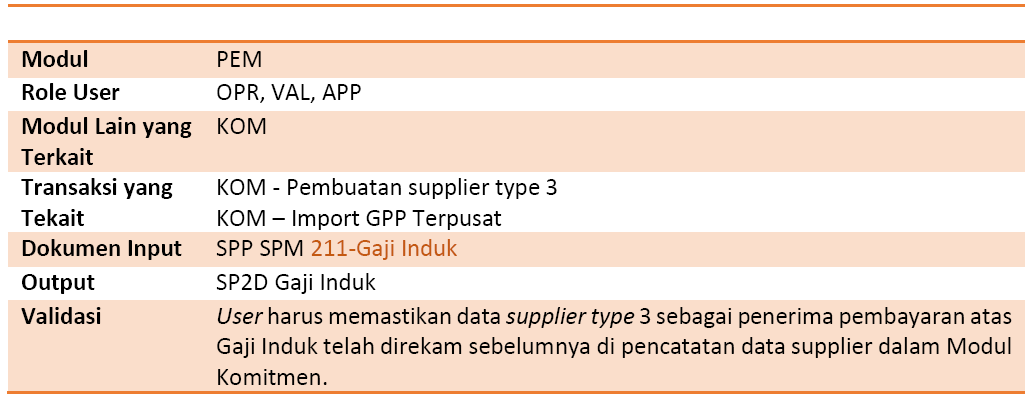 Modul PEM
Role User OPR, VAL, APP
Modul Lain yang KOM
Terkait
Transaksi yang KOM - Pembuatan supplier type 3
Tekait KOM – Import GPP Terpusat
Dokumen Input SPP SPM 211-Gaji Induk
Output SP2D Gaji Induk
Validasi User harus memastikan data supplier type 3 sebagai penerima pembayaran atas
Gaji Induk telah direkam sebelumnya di pencatatan data supplier dalam Modul
Komitmen.